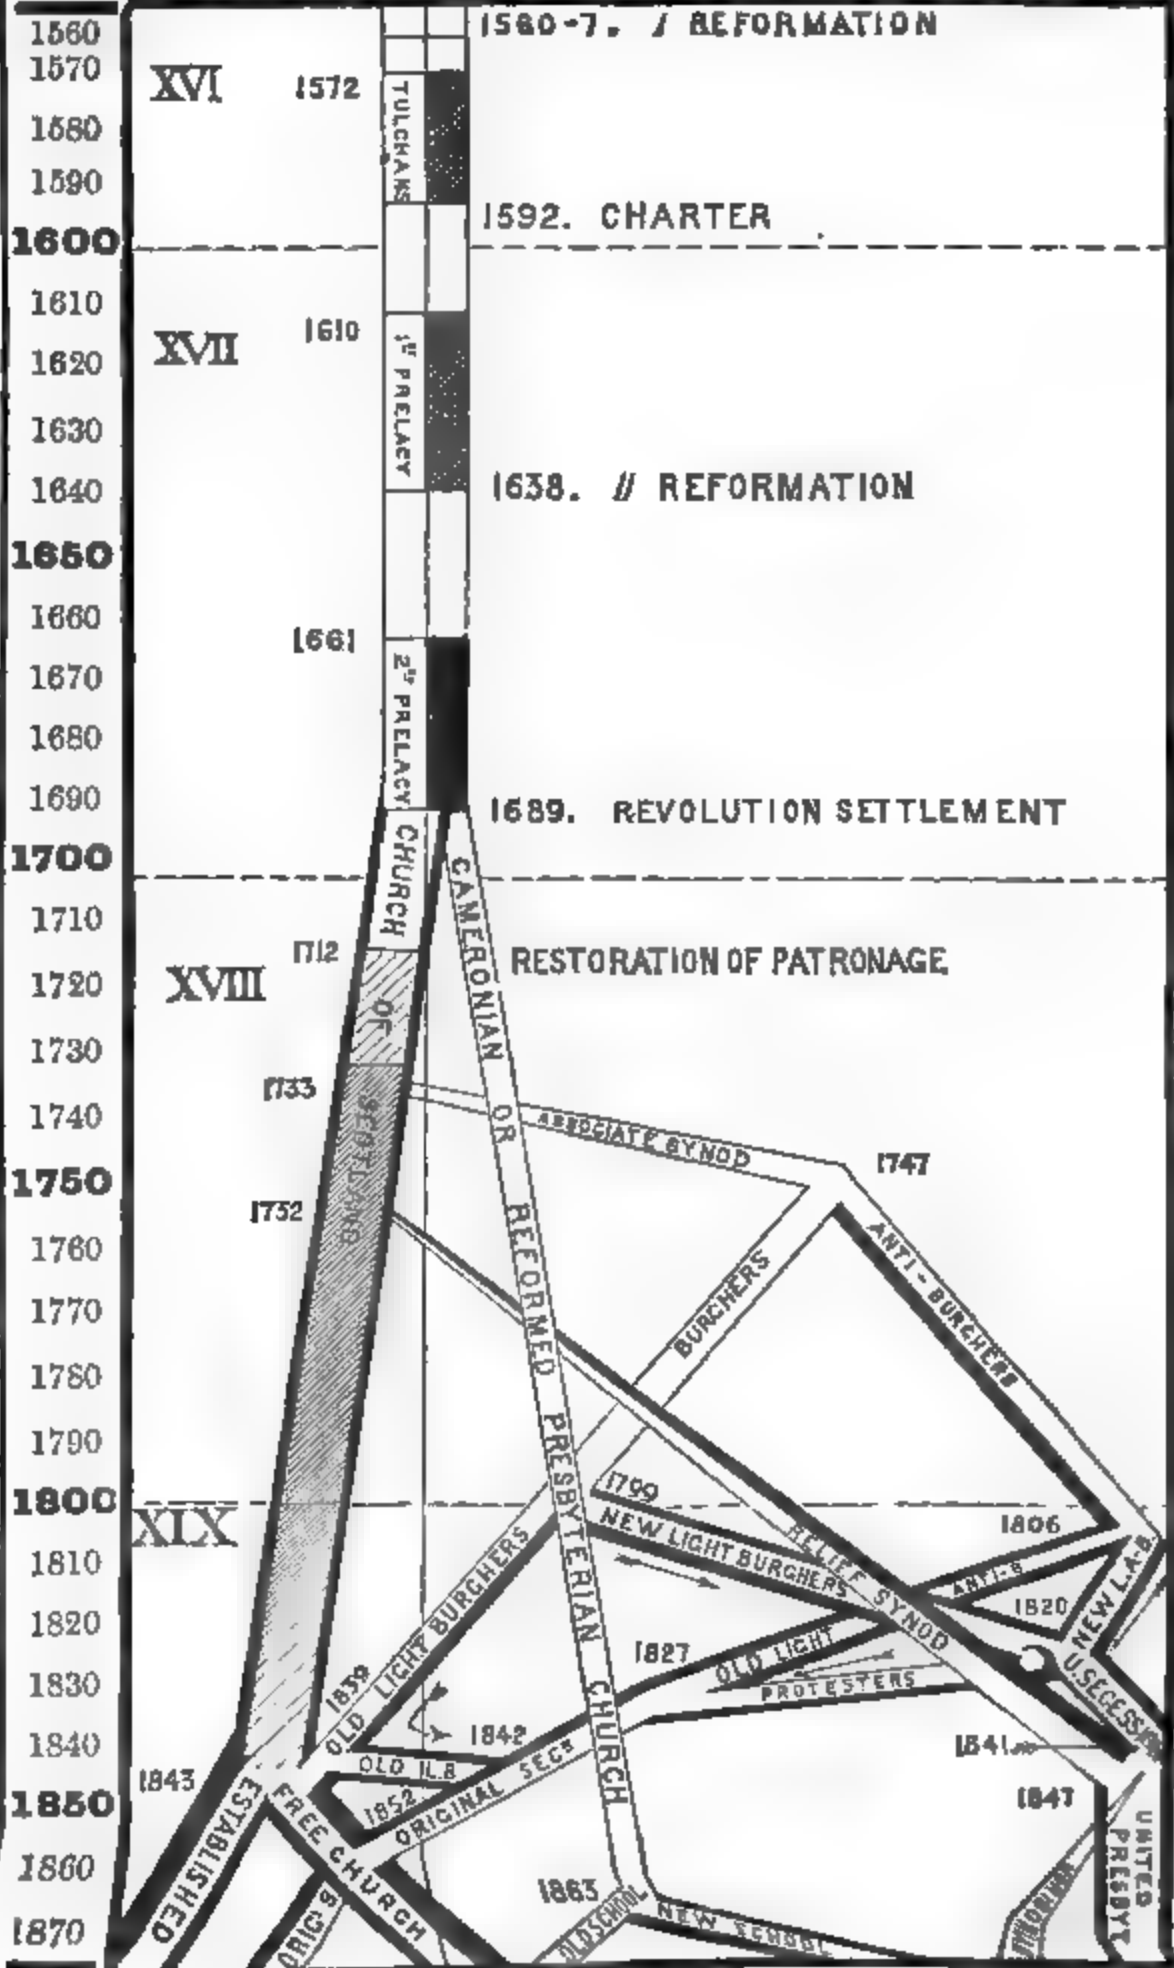 1560
1570
1580
1590
1600
1610
1620
1630
1640
1650
1660
1670
1680
1690
1700
1710
1720
1730
1740
1750
1760
1770
1780
1790
1800
1810
1820
1830
1840
1850
1860
1870
XVI
XVII
XVIII
XIX
1560-7. I REFORMATION
1572
TULCHANS
1592. CHARTER
1610
1ST PRELACY
1638. II REFORMATION
1661
2ND PRELACY
1689. REVOLUTION SETTLEMENT
CHURCH
OF
SCOTLAND
CAMERONIAN OR REFORMED PRESBYTERIAN CHURCH
1712
RESTORATION OF PATRONAGE
1733
ASSOCIATE SYNOD
1747
1752
BURGHERS
ANTI-BURGHERS
1799
NEW LIGHT BURGHERS
RELIEF SYNOD
1806
ANTI-B
1820
NEW L.A-B
U. SECESSION
OLD LIGHT BURGHERS
1827
OLD LIGHT
PROTESTERS
1839
1842
OLD L.B
ORIGINAL SECS
1841
1843
1847
1852
ESTABLISHED
FREE CHURCH
ORIG. S
1863
OLD SCHOOL
NEW SCHOOL
UNITED
PRESBYT